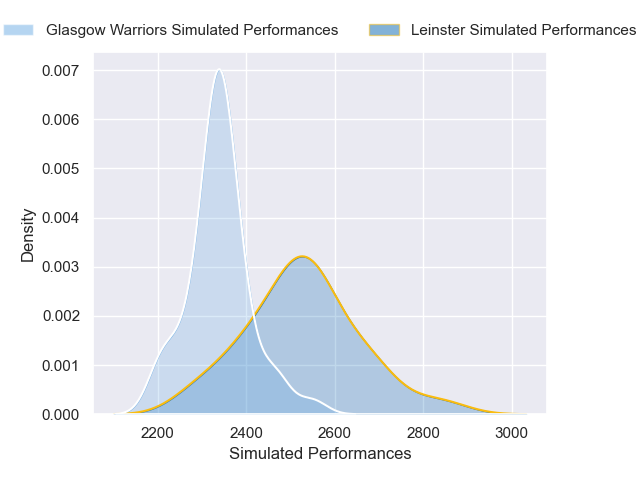 Glasgow Warriors Simulated Performances
Leinster Simulated Performances
0.007
0.006
0.005
0.004
0.003
0.002
0.001
0.000
Density
2200 2400 2600 2800 3000
Simulated Performances